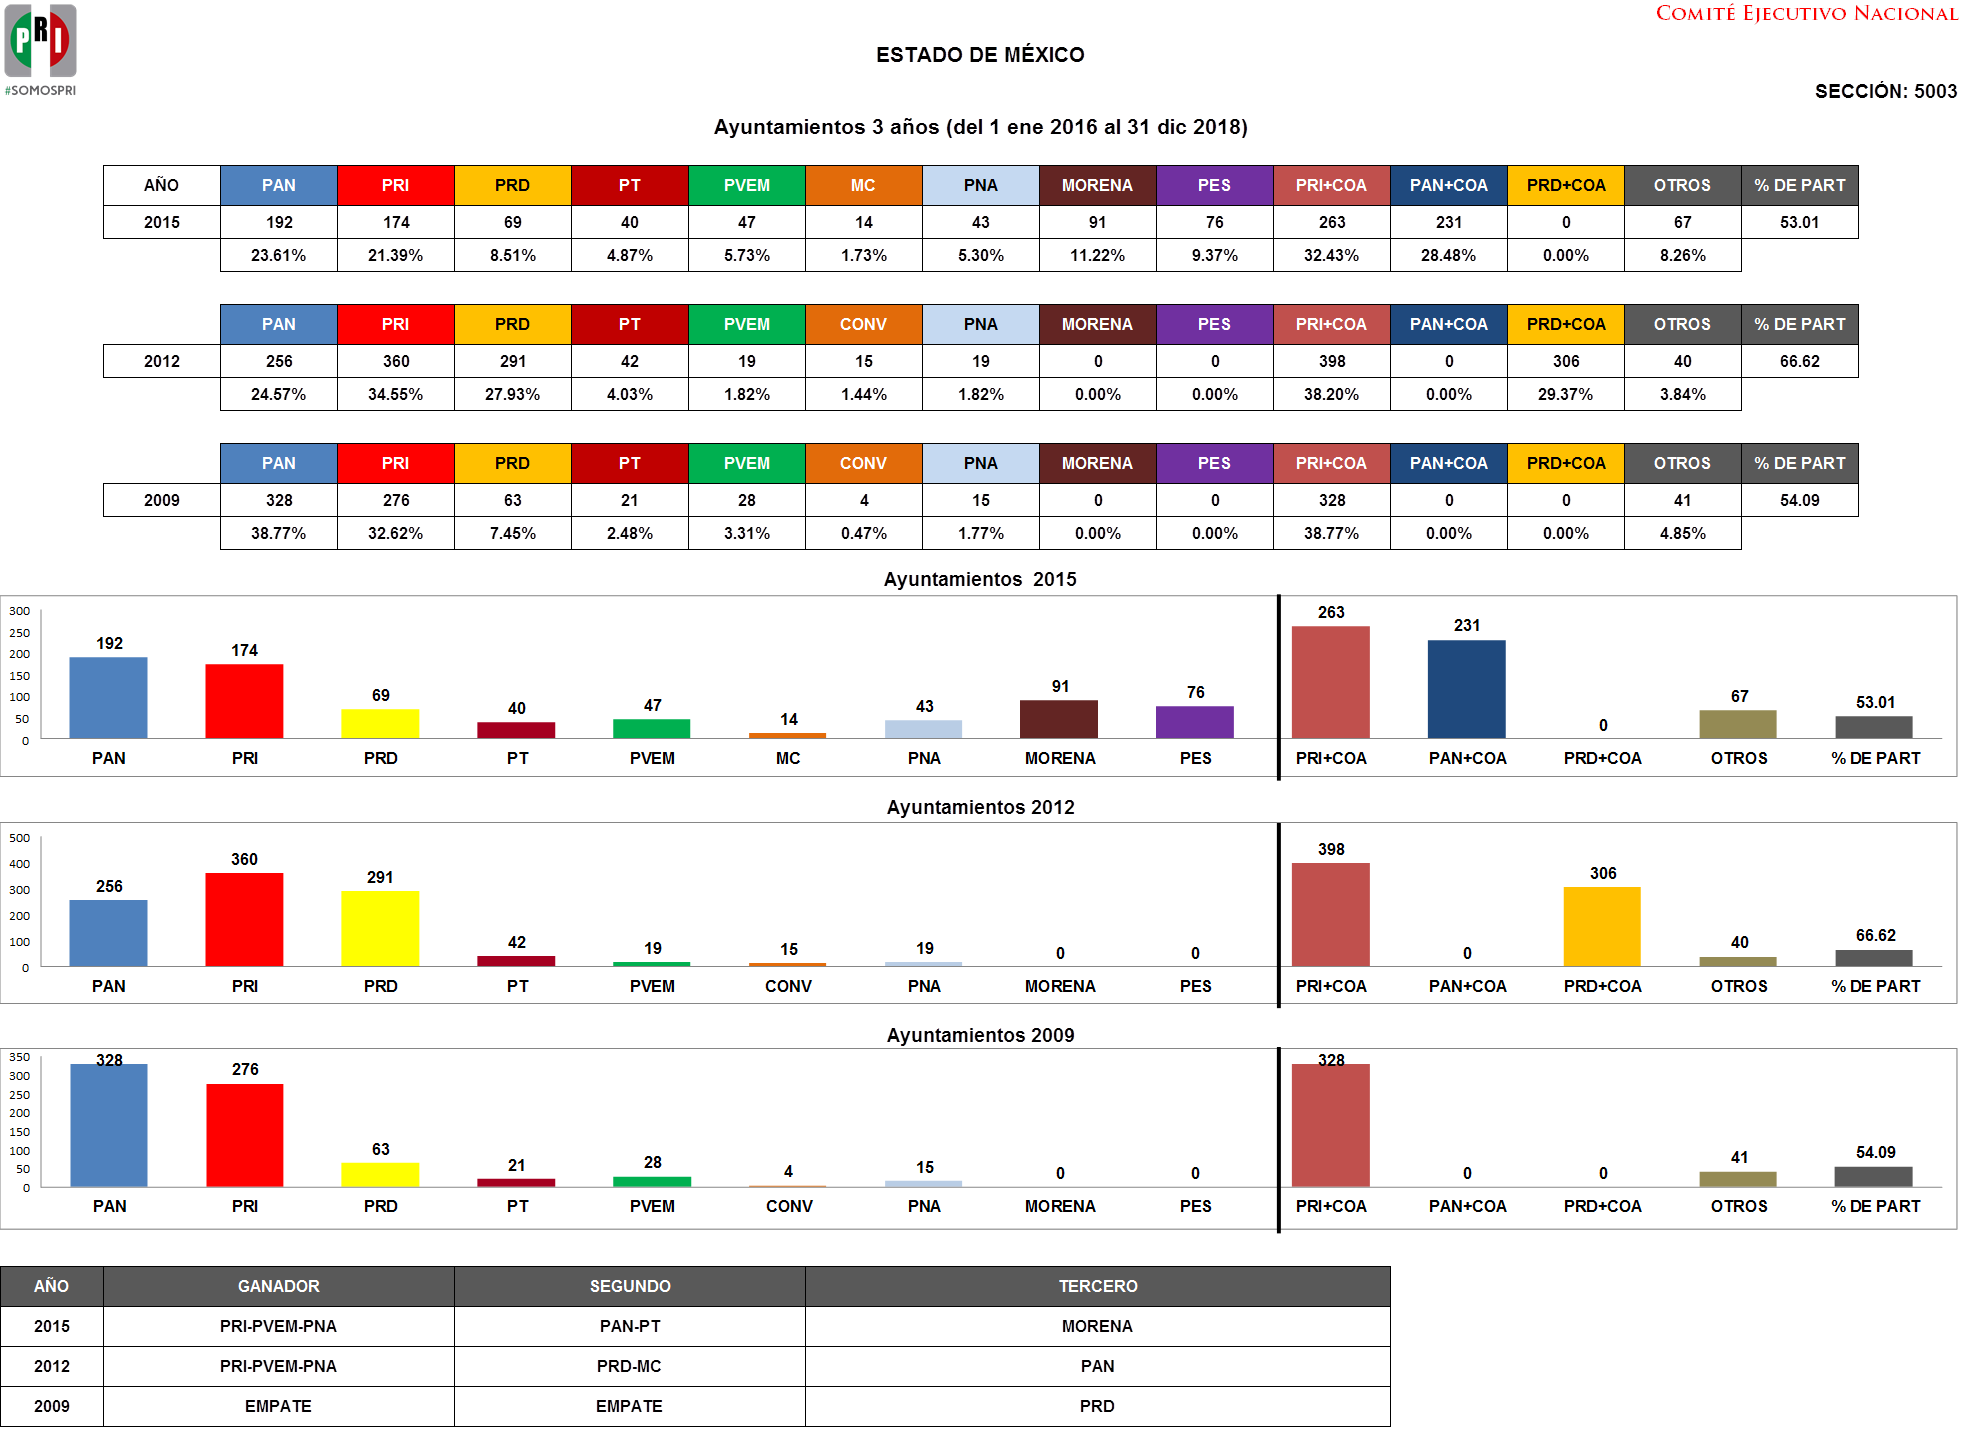 PRI
#SOMOSPRI
COMITÉ EJECUTIVO NACIONAL
ESTADO DE MÉXICO
SECCIÓN: 5003
Ayuntamientos 3 años (del 1 ene 2016 al 31 dic 2018)
AÑO PAN PRI PRD PT PVEM MC PNA MORENA PES PRI+COA PAN+COA PRD+COA OTROS % DE PART
2015 192 174 69 40 47 14 43 91 76 263 231 0 67 53.01
23.61% 21.39% 8.51% 4.87% 5.73% 1.73% 5.30% 11.22% 9.37% 32.43% 28.48% 0.00% 8.26%
PAN PRI PRD PT PVEM CONV PNA MORENA PES PRI+COA PAN+COA PRD+COA OTROS % DE PART
2012 256 360 291 42 19 15 19 0 0 398 0 306 40 66.62
24.57% 34.55% 27.93% 4.03% 1.82% 1.44% 1.82% 0.00% 0.00% 38.20% 0.00% 29.37% 3.84%
PAN PRI PRD PT PVEM CONV PNA MORENA PES PRI+COA PAN+COA PRD+COA OTROS % DE PART
2009 328 276 63 21 28 4 15 0 0 328 0 0 41 54.09
38.77% 32.62% 7.45% 2.48% 3.31% 0.47% 1.77% 0.00% 0.00% 38.77% 0.00% 0.00% 4.85%
Ayuntamientos 2015
300
250
200
150
100
50
0
192 174 69 40 47 14 43 91 76 263 231 0 67 53.01
PAN PRI PRD PT PVEM MC PNA MORENA PES PRI+COA PAN+COA PRD+COA OTROS % DE PART
Ayuntamientos 2012
500
400
300
200
100
0
256 360 291 42 19 15 19 0 0 398 0 306 40 66.62
PAN PRI PRD PT PVEM CONV PNA MORENA PES PRI+COA PAN+COA PRD+COA OTROS % DE PART
Ayuntamientos 2009
350
300
250
200
150
100
50
0
328 276 63 21 28 4 15 0 0 328 0 0 41 54.09
PAN PRI PRD PT PVEM CONV PNA MORENA PES PRI+COA PAN+COA PRD+COA OTROS % DE PART
AÑO GANADOR SEGUNDO TERCERO
2015 PRI-PVEM-PNA PAN-PT MORENA
2012 PRI-PVEM-PNA PRD-MC PAN
2009 EMPATE EMPATE PRD